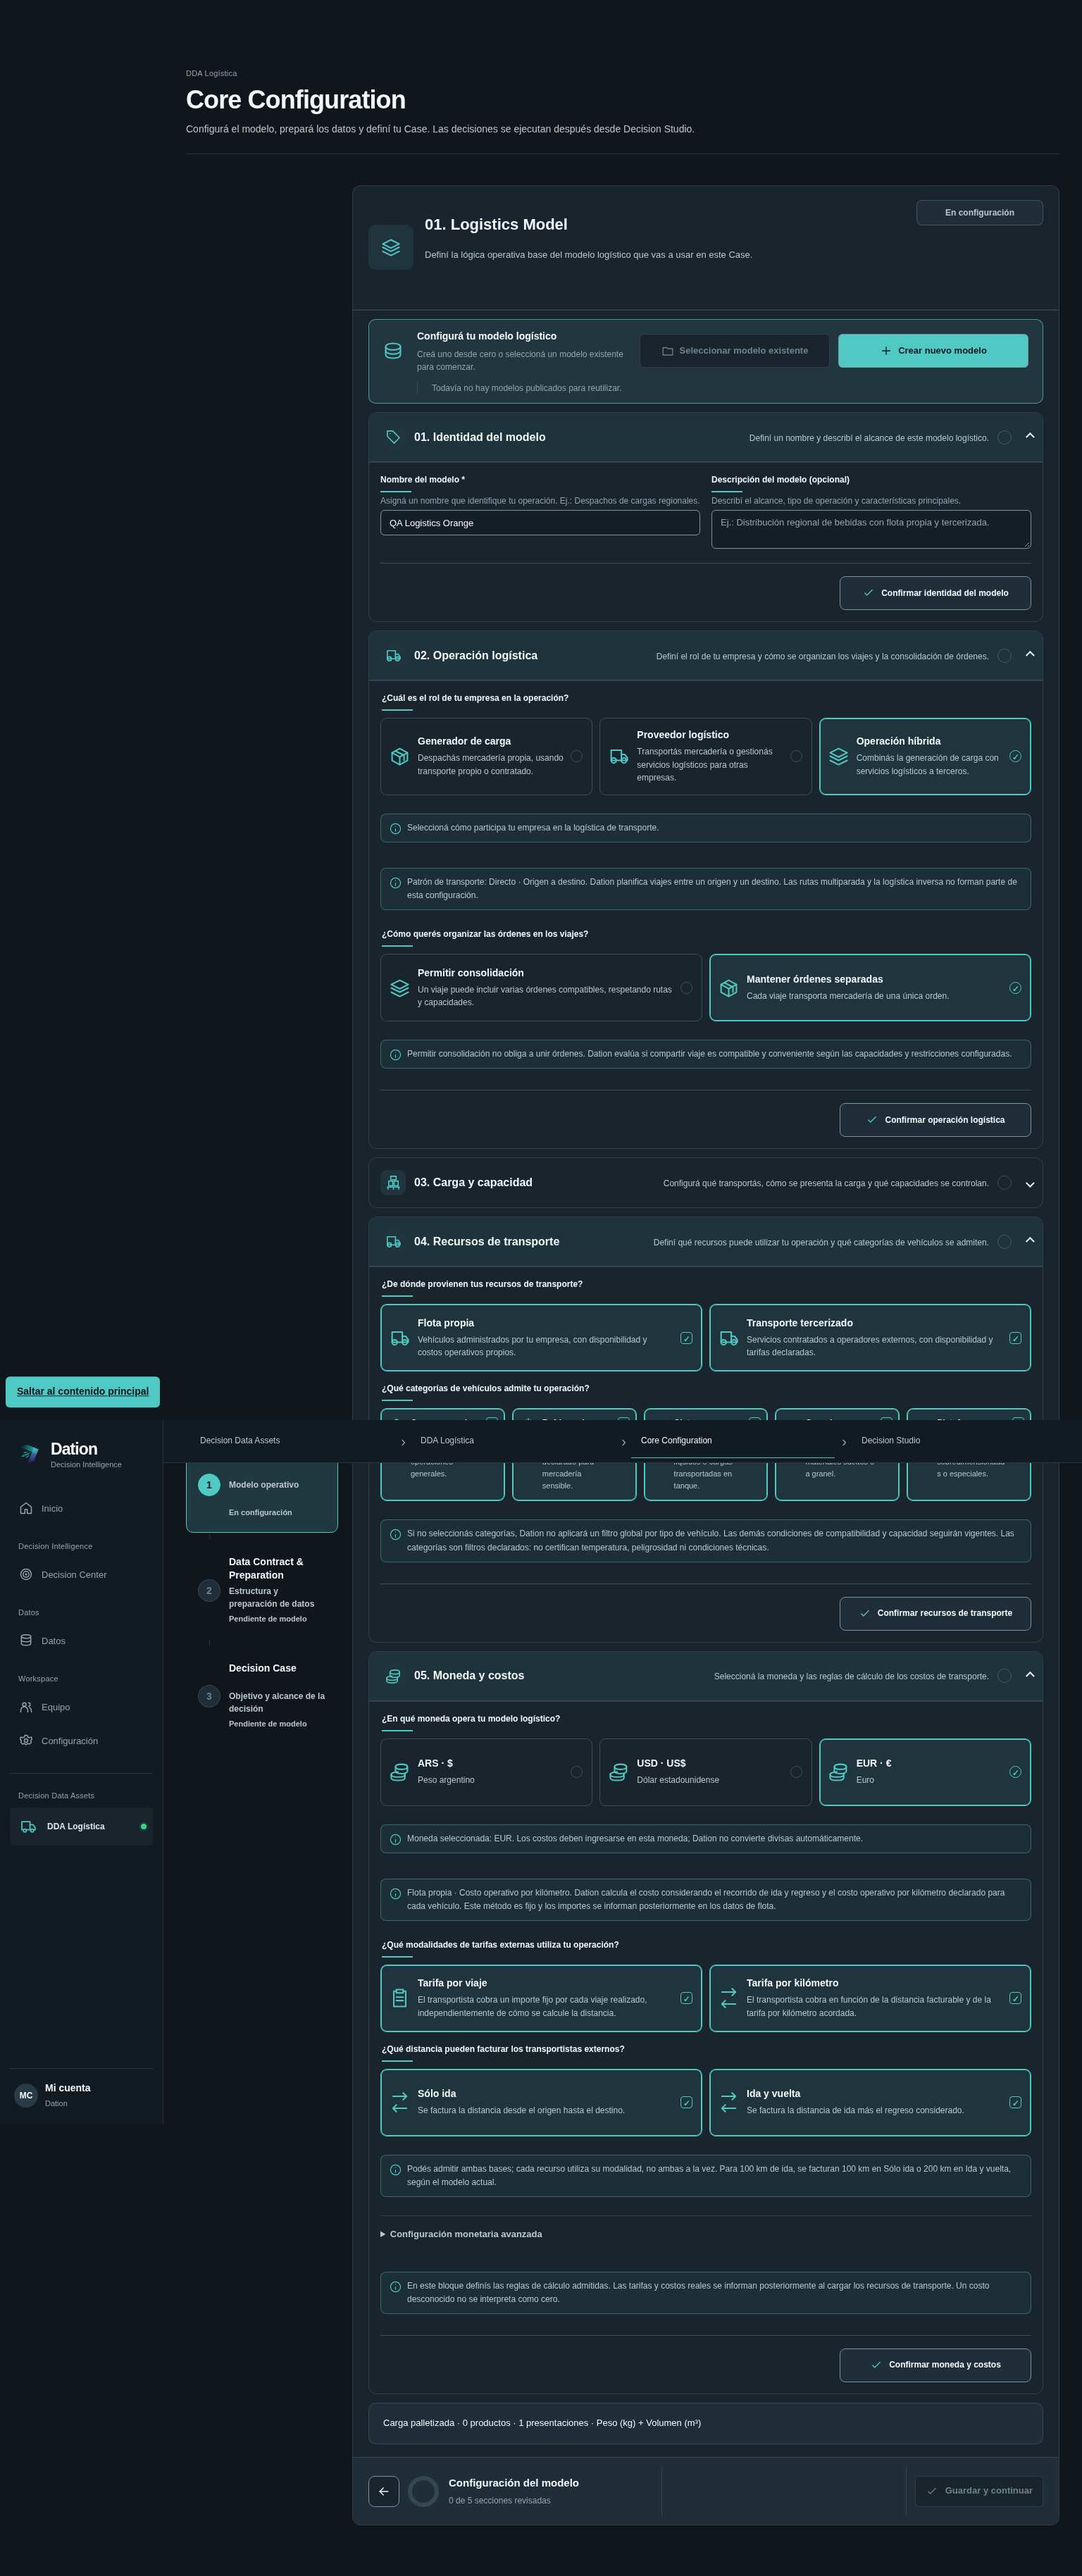 DDA Logística
Core Configuration
Configurá el modelo, prepará los datos y definí tu Case. Las decisiones se ejecutan después desde Decision Studio.
En configuración
01. Logistics Model
Definí la lógica operativa base del modelo logístico que vas a usar en este Case.
Configurá tu modelo logístico
Creá uno desde cero o seleccioná un modelo existente
para comenzar.
Todavía no hay modelos publicados para reutilizar.
Seleccionar modelo existente
Crear nuevo modelo
01. Identidad del modelo
Definí un nombre y describí el alcance de este modelo logístico.
Nombre del modelo *
Asigná un nombre que identifique tu operación. Ej.: Despachos de cargas regionales.
QA Logistics Orange
Descripción del modelo (opcional)
Describí el alcance, tipo de operación y características principales.
Ej.: Distribución regional de bebidas con flota propia y tercerizada.
Confirmar identidad del modelo
02. Operación logística
Definí el rol de tu empresa y cómo se organizan los viajes y la consolidación de órdenes.
¿Cuál es el rol de tu empresa en la operación?
Generador de carga
Despachás mercadería propia, usando
transporte propio o contratado.
Proveedor logístico
Transportás mercadería o gestionás
servicios logísticos para otras
empresas.
Operación híbrida
Combinás la generación de carga con
servicios logísticos a terceros.
Seleccioná cómo participa tu empresa en la logística de transporte.
Patrón de transporte: Directo · Origen a destino. Dation planifica viajes entre un origen y un destino. Las rutas multiparada y la logística inversa no forman parte de
esta configuración.
¿Cómo querés organizar las órdenes en los viajes?
Permitir consolidación
Un viaje puede incluir varias órdenes compatibles, respetando rutas
y capacidades.
Mantener órdenes separadas
Cada viaje transporta mercadería de una única orden.
Permitir consolidación no obliga a unir órdenes. Dation evalúa si compartir viaje es compatible y conveniente según las capacidades y restricciones configuradas.
Confirmar operación logística
03. Carga y capacidad
Configurá qué transportás, cómo se presenta la carga y qué capacidades se controlan.
04. Recursos de transporte
Definí qué recursos puede utilizar tu operación y qué categorías de vehículos se admiten.
¿De dónde provienen tus recursos de transporte?
Flota propia
Vehículos administrados por tu empresa, con disponibilidad y
costos operativos propios.
Transporte tercerizado
Servicios contratados a operadores externos, con disponibilidad y
tarifas declaradas.
¿Qué categorías de vehículos admite tu operación?
Saltar al contenido principal
Dation
Decision Intelligence
Decision Data Assets
DDA Logística
Core Configuration
Decision Studio
generales.
mercadería
sensible.
transportadas en
tanque.
a granel.
s o especiales.
Inicio
Decision Intelligence
Decision Center
Datos
Datos
Workspace
Equipo
Configuración
Decision Data Assets
DDA Logística
Mi cuenta
MC
Dation
1
Modelo operativo
En configuración
Data Contract &
Preparation
2
Estructura y
preparación de datos
Pendiente de modelo
Decision Case
3
Objetivo y alcance de la
decisión
Pendiente de modelo
Si no seleccionás categorías, Dation no aplicará un filtro global por tipo de vehículo. Las demás condiciones de compatibilidad y capacidad seguirán vigentes. Las
categorías son filtros declarados: no certifican temperatura, peligrosidad ni condiciones técnicas.
Confirmar recursos de transporte
05. Moneda y costos
Seleccioná la moneda y las reglas de cálculo de los costos de transporte.
¿En qué moneda opera tu modelo logístico?
ARS · $
Peso argentino
USD · US$
Dólar estadounidense
EUR · €
Euro
Moneda seleccionada: EUR. Los costos deben ingresarse en esta moneda; Dation no convierte divisas automáticamente.
Flota propia · Costo operativo por kilómetro. Dation calcula el costo considerando el recorrido de ida y regreso y el costo operativo por kilómetro declarado para
cada vehículo. Este método es fijo y los importes se informan posteriormente en los datos de flota.
¿Qué modalidades de tarifas externas utiliza tu operación?
Tarifa por viaje
El transportista cobra un importe fijo por cada viaje realizado,
independientemente de cómo se calcule la distancia.
Tarifa por kilómetro
El transportista cobra en función de la distancia facturable y de la
tarifa por kilómetro acordada.
¿Qué distancia pueden facturar los transportistas externos?
Sólo ida
Se factura la distancia desde el origen hasta el destino.
Ida y vuelta
Se factura la distancia de ida más el regreso considerado.
Podés admitir ambas bases; cada recurso utiliza su modalidad, no ambas a la vez. Para 100 km de ida, se facturan 100 km en Sólo ida o 200 km en Ida y vuelta,
según el modelo actual.
Configuración monetaria avanzada
En este bloque definís las reglas de cálculo admitidas. Las tarifas y costos reales se informan posteriormente al cargar los recursos de transporte. Un costo
desconocido no se interpreta como cero.
Confirmar moneda y costos
Carga palletizada · 0 productos · 1 presentaciones · Peso (kg) + Volumen (m³)
Configuración del modelo
0 de 5 secciones revisadas
Guardar y continuar